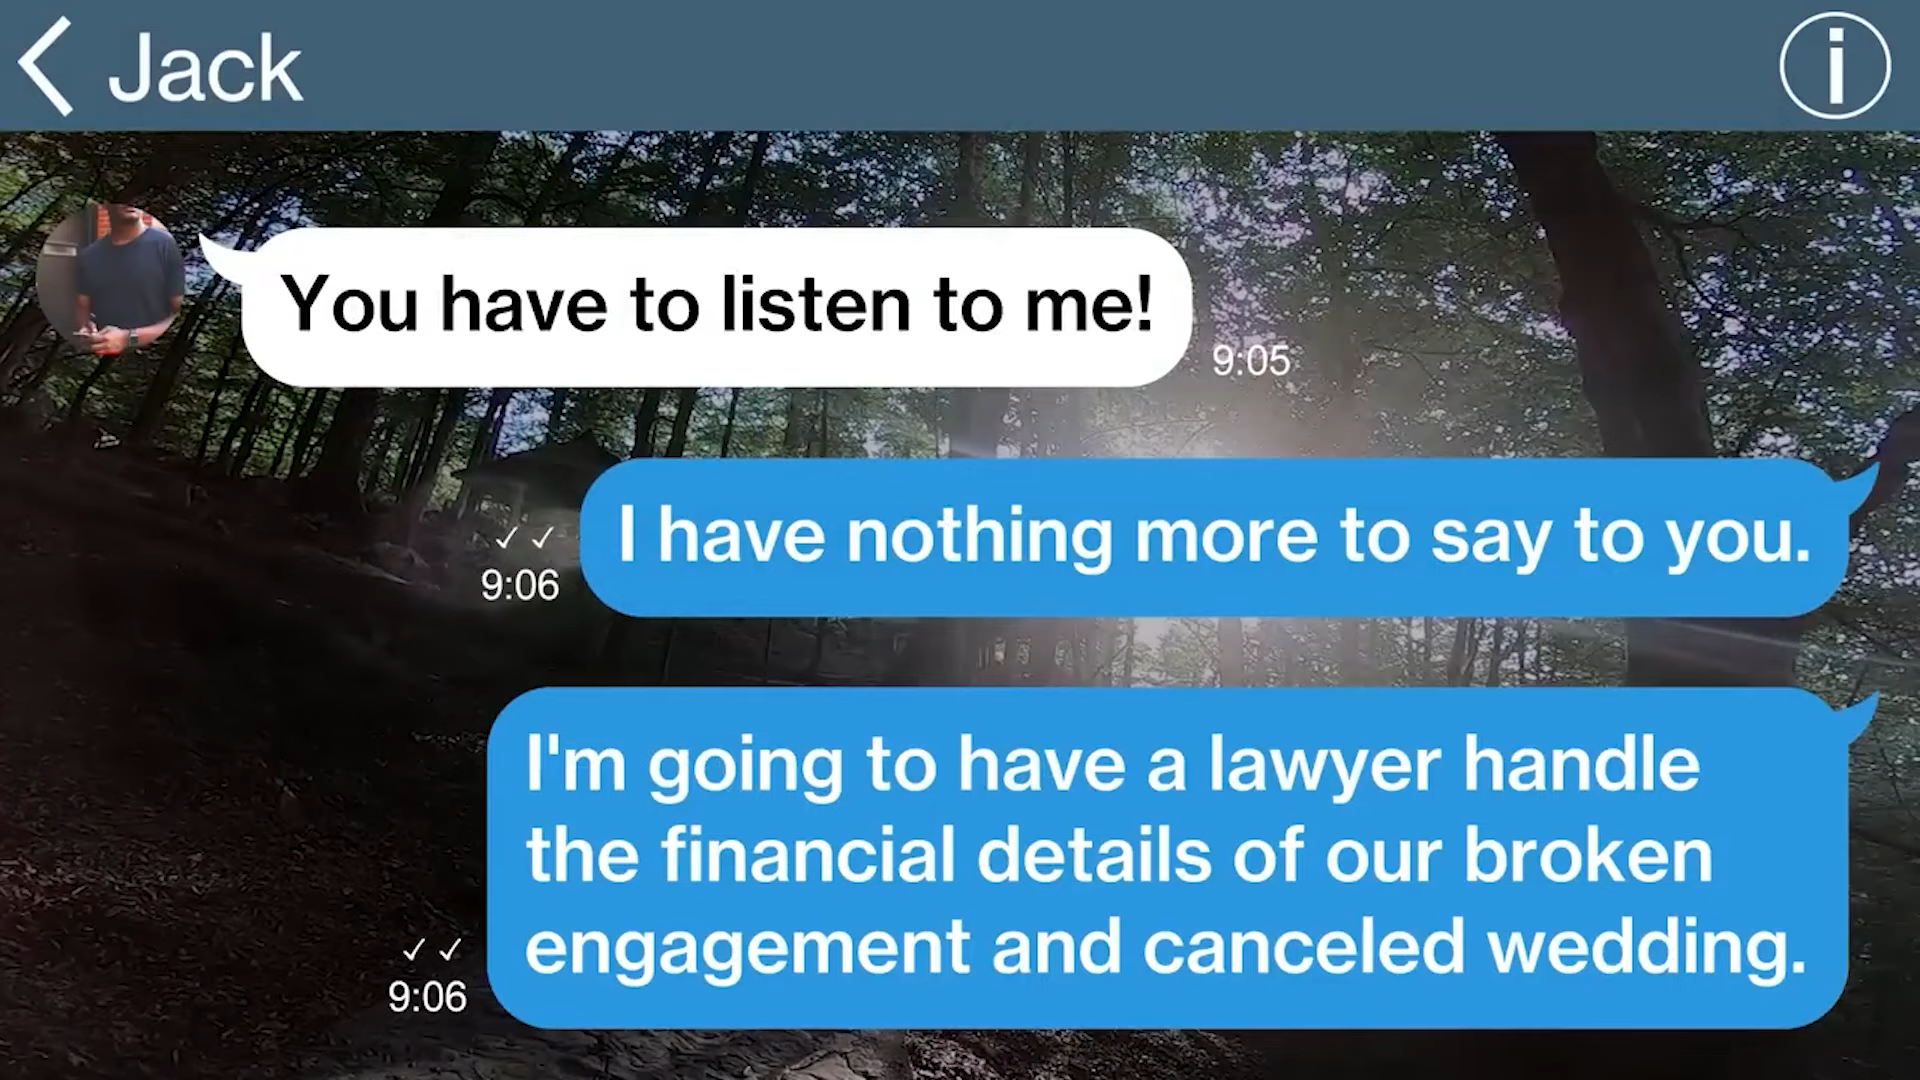 Jack
You have to listen to me!
9:05
I have nothing more to say to you.
✓✓
9:06
I'm going to have a lawyer handle
the financial details of our broken
engagement and canceled wedding.
✓✓
9:06